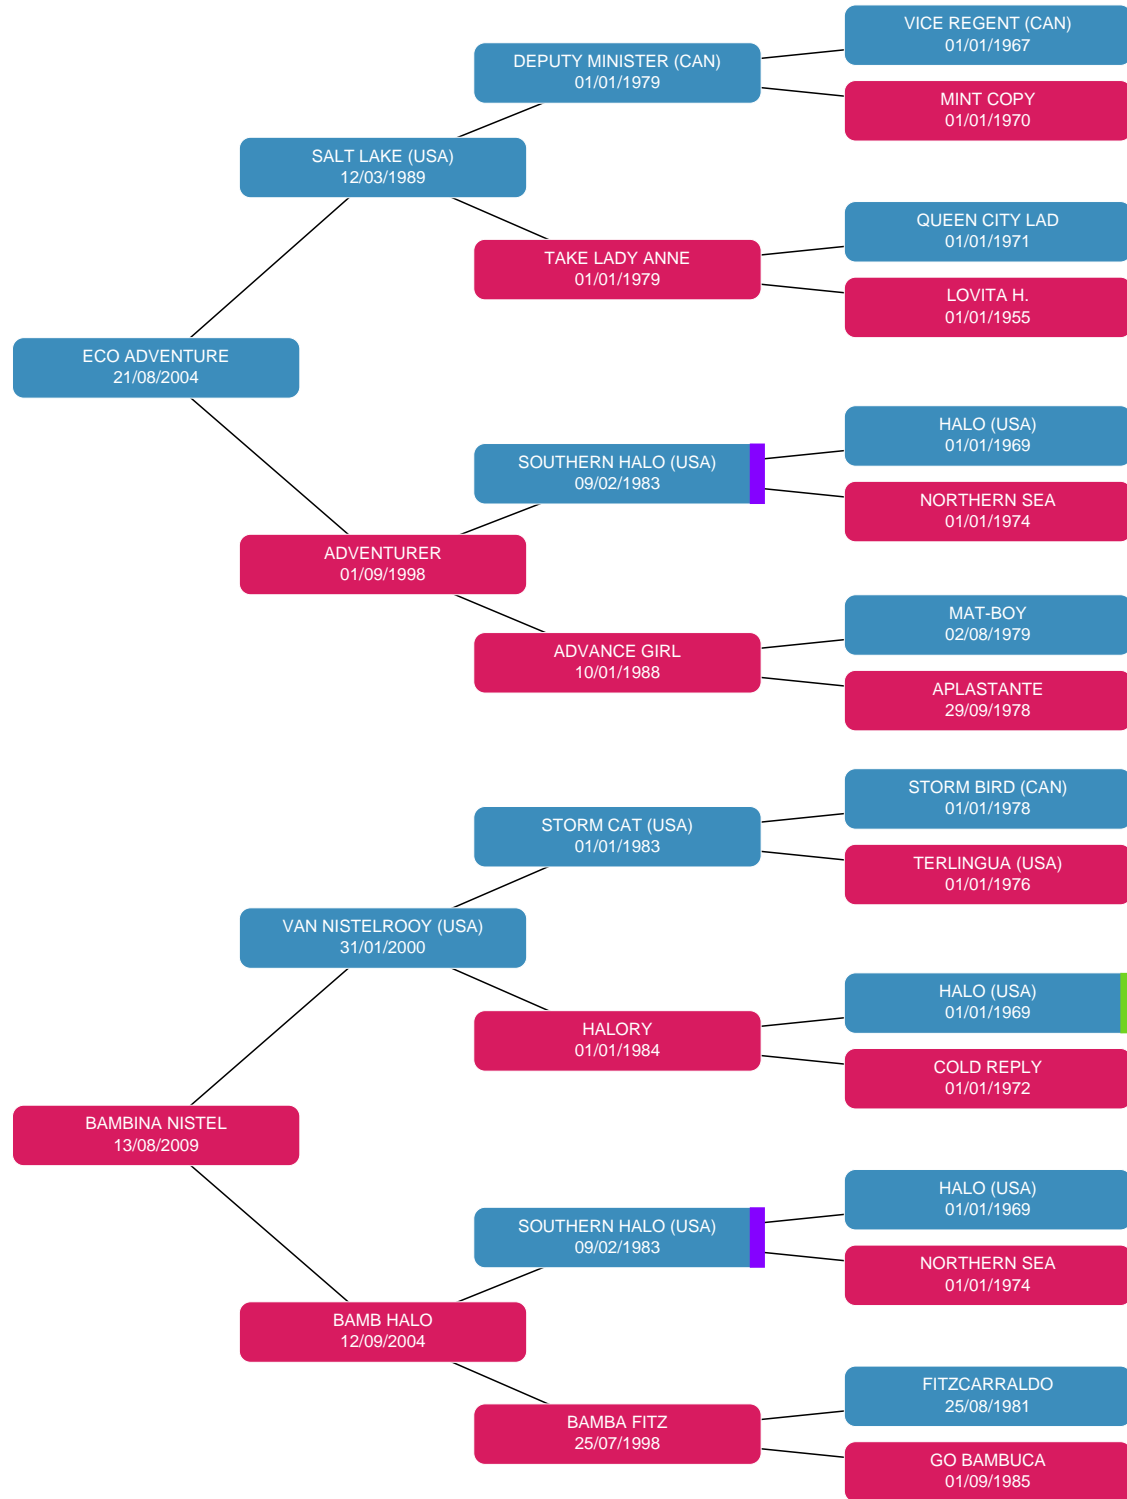 VICE REGENT (CAN)
01/01/1967
DEPUTY MINISTER (CAN)
01/01/1979
MINT COPY
01/01/1970
SALT LAKE (USA)
12/03/1989
QUEEN CITY LAD
01/01/1971
TAKE LADY ANNE
01/01/1979
LOVITA H.
01/01/1955
ECO ADVENTURE
21/08/2004
HALO (USA)
01/01/1969
SOUTHERN HALO (USA)
09/02/1983
NORTHERN SEA
01/01/1974
ADVENTURER
01/09/1998
MAT-BOY
02/08/1979
ADVANCE GIRL
10/01/1988
APLASTANTE
29/09/1978
STORM BIRD (CAN)
01/01/1978
STORM CAT (USA)
01/01/1983
TERLINGUA (USA)
01/01/1976
VAN NISTELROOY (USA)
31/01/2000
HALO (USA)
01/01/1969
HALORY
01/01/1984
COLD REPLY
01/01/1972
BAMBINA NISTEL
13/08/2009
HALO (USA)
01/01/1969
SOUTHERN HALO (USA)
09/02/1983
NORTHERN SEA
01/01/1974
BAMB HALO
12/09/2004
FITZCARRALDO
25/08/1981
BAMBA FITZ
25/07/1998
GO BAMBUCA
01/09/1985